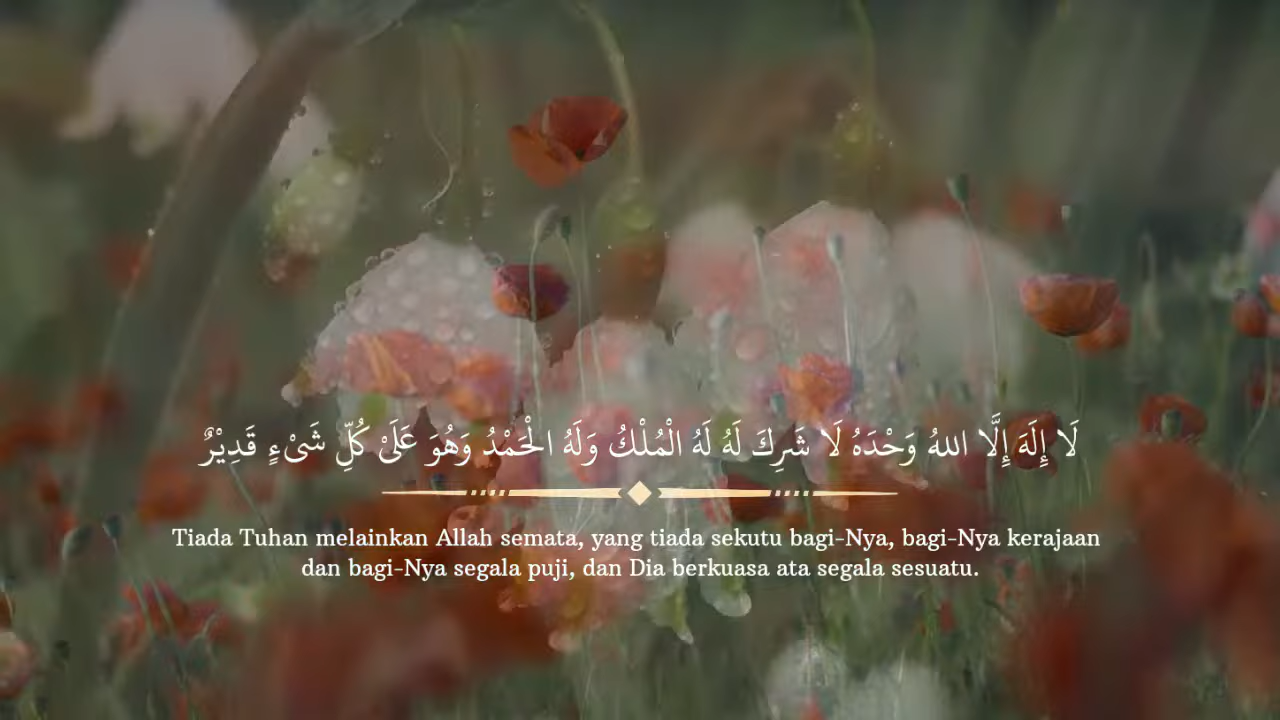 لَا إِلَهَ إِلَّا اللهُ وَحْدَهُ لَا شَرِكَ لَهُ لَهُ الْمُلْكُ وَلَهُ الْحَمْدُ وَهُوَ عَلَىْ كُلِّ شَىْءٍ قَدِيْرٌ
Tiada Tuhan melainkan Allah semata, yang tiada sekutu bagi-Nya, bagi-Nya kerajaan
dan bagi-Nya segala puji, dan Dia berkuasa ata segala sesuatu.